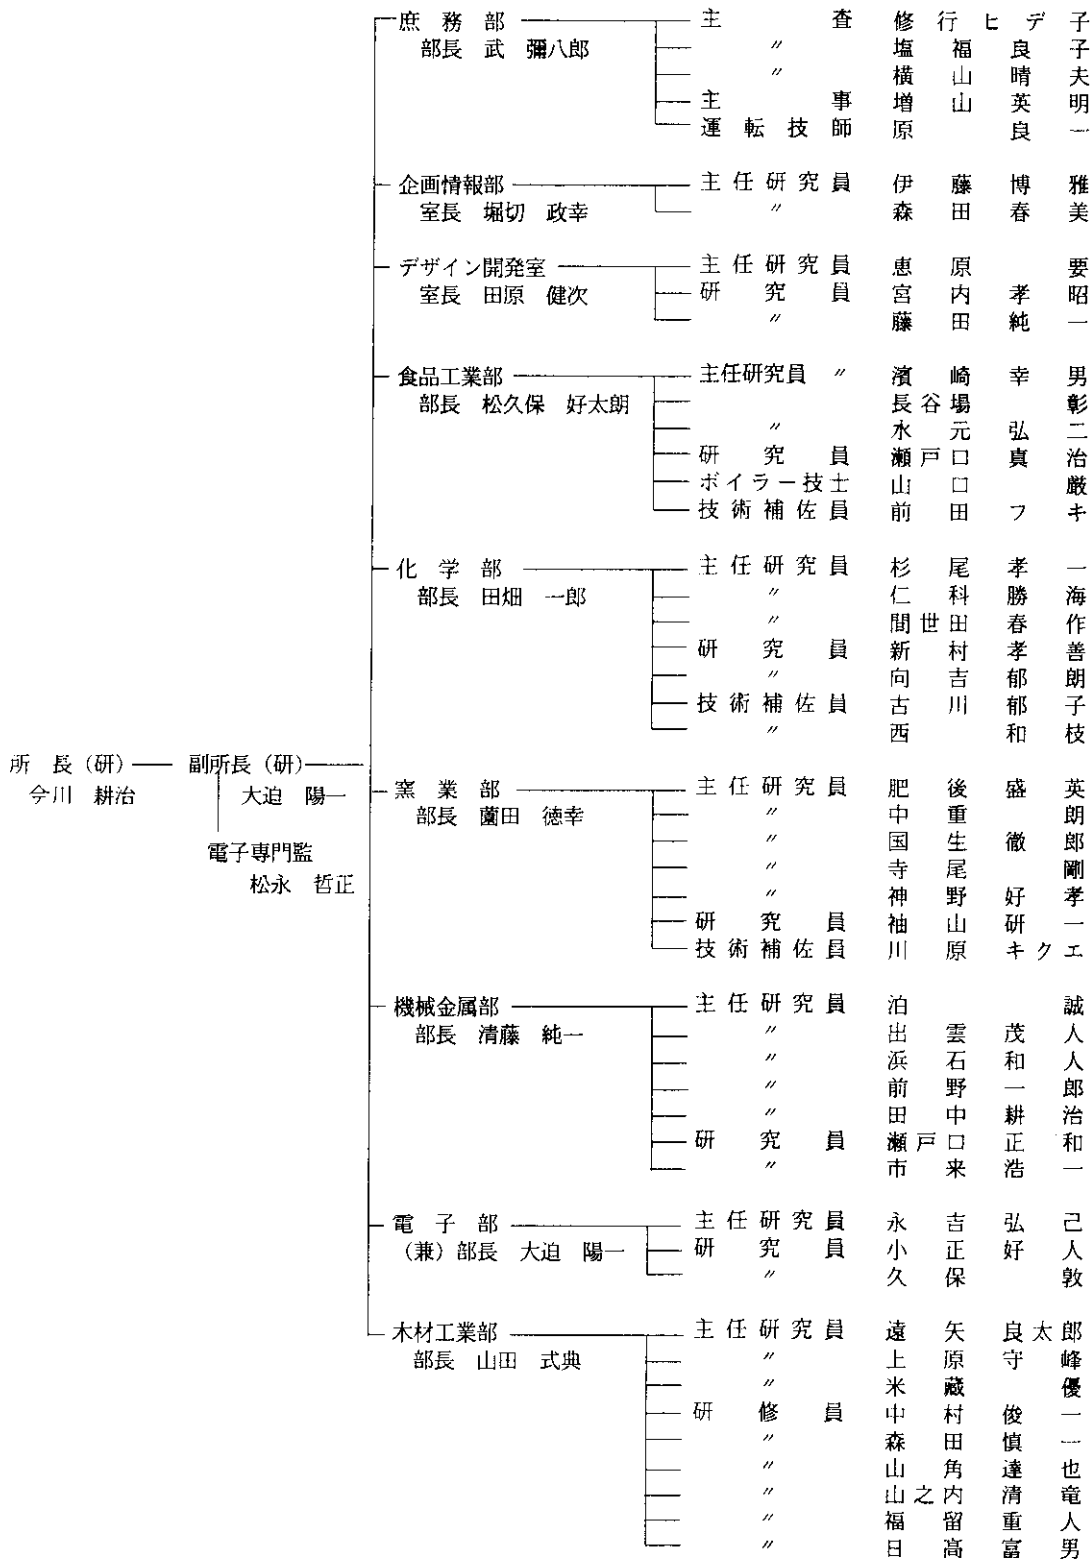 庶務部 主査 修行ヒデ子
部長 武 彌八郎 〃 塩福良子
〃 横山晴夫
主事 増山英明
運転技師 原良一
企画情報部 主任研究員 伊藤博雅
室長 堀切 政幸 〃 森田春美
デザイン開発室 主任研究員 恵原要
室長 田原 健次 研究員 宮内孝昭
〃 藤田純一
食品工業部 主任研究員 〃 濱崎幸男
部長 松久保 好太朗 長谷場彰
〃 水元弘二
研究員 瀬戸口真治
ボイラー技士 山口厳
技術補佐員 前田フキ
化学部 主任研究員 杉尾孝一
部長 田畑 一郎 〃 仁科勝海
〃 間世田春作
研究員 新村孝善
〃 向吉郁朗
技術補佐員 古川郁子
〃 西和枝
所長(研) 副所長(研)
今川 耕治 大迫 陽一
電子専門監
松永 哲正
窯業部 主任研究員 肥後盛英
部長 薗田 徳幸 〃 中重朗
〃 国生徹郎
〃 寺尾剛
〃 神野好孝
研究員 袖山研一
技術補佐員 川原キクエ
機械金属部 主任研究員 泊誠
部長 清藤 純一 〃 出雲茂人
〃 浜石和人
〃 前野一郎
〃 田中耕治
研究員 瀬戸口正和
〃 市来浩一
電子部 主任研究員 永吉弘己
(兼)部長 大迫 陽一 研究員 小正好人
〃 久保敦
木材工業部 主任研究員 遠矢良太郎
部長 山田 式典 〃 上原守峰
〃 米蔵優
研修員 中村俊一
〃 森田慎一
〃 山角達也
〃 山之内清竜
〃 福留重人
〃 日高富男